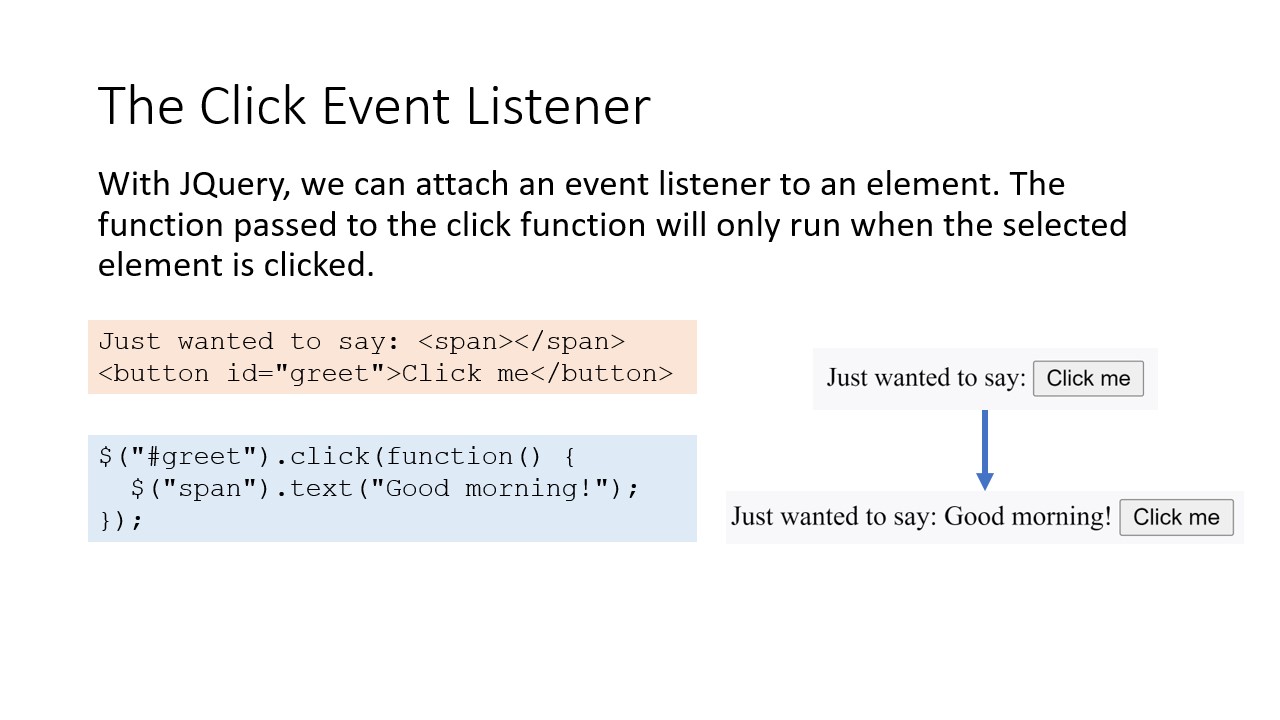 The Click Event Listener
With JQuery, we can attach an event listener to an element. The
function passed to the click function will only run when the selected
element is clicked.
Just wanted to say: <span></span>
<button id="greet">Click me</button>
$("#greet").click(function() {
  $("span").text("Good morning!");
});
Just wanted to say: Click me
Just wanted to say: Good morning! Click me